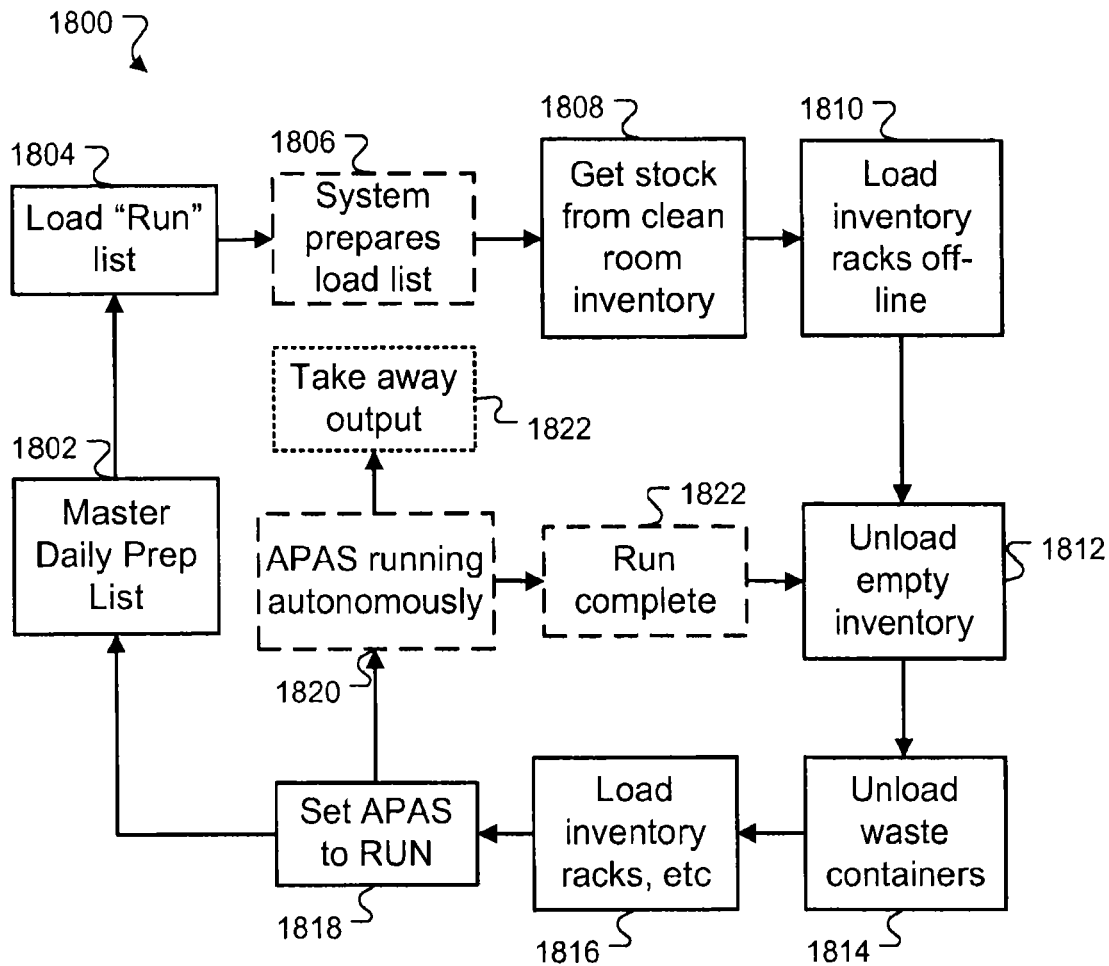 1800
1804
Load “Run”
list
1806
System
prepares
load list
1808
Get stock
from clean
room
inventory
1810
Load
inventory
racks off-
line
Take away
output
1822
1802
Master
Daily Prep
List
APAS running
autonomously
1820
1822
Run
complete
Unload
empty
inventory
1812
Set APAS
to RUN
1818
Load
inventory
racks, etc
1816
Unload
waste
containers
1814